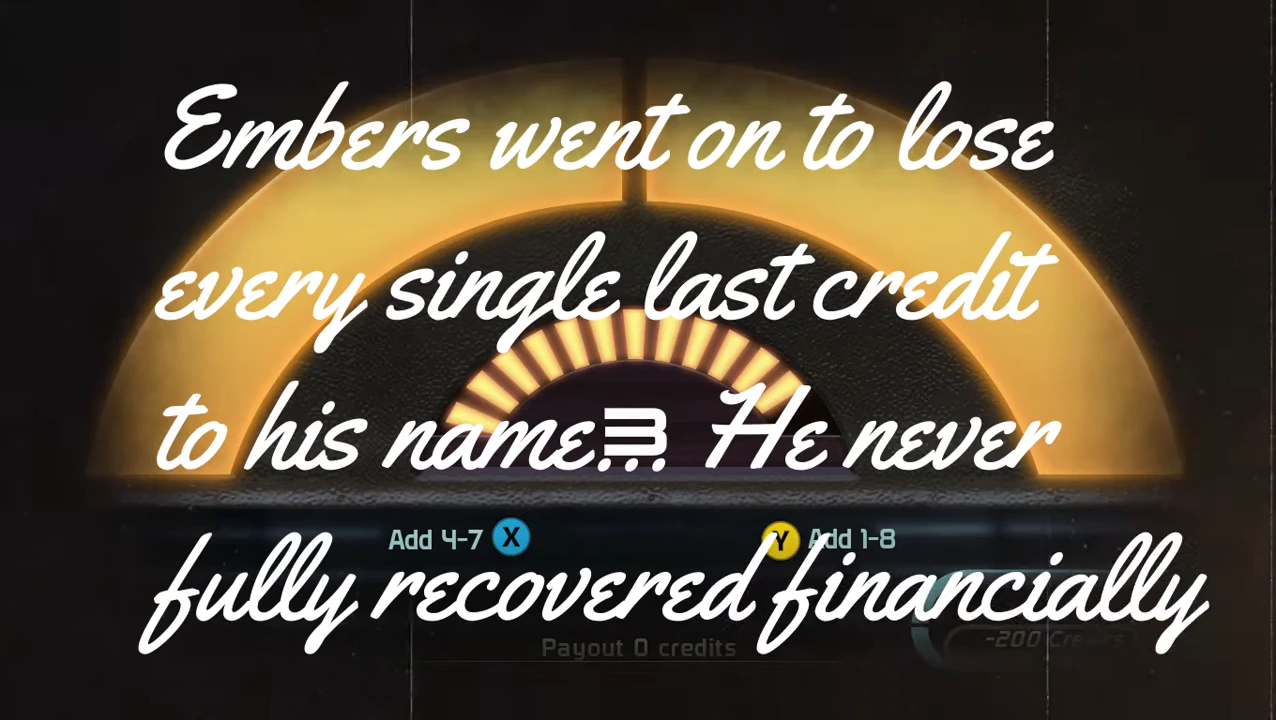 Embers went on to lose
every single last credit
to his name... He never
3
Add 4-7 X Y Add 1-8
fully recovered financially
-200 Credits
Payout 0 credits